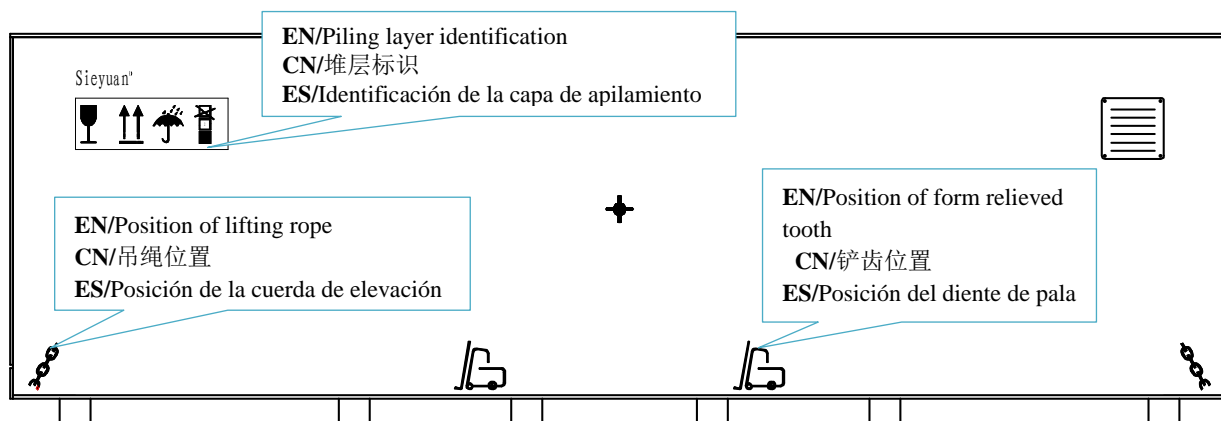 EN/Piling layer identification
CN/堆层标识
ES/Identificación de la capa de apilamiento
Sieyuan®
EN/Position of lifting rope
CN/吊绳位置
ES/Posición de la cuerda de elevación
EN/Position of form relieved
tooth
CN/铲齿位置
ES/Posición del diente de pala